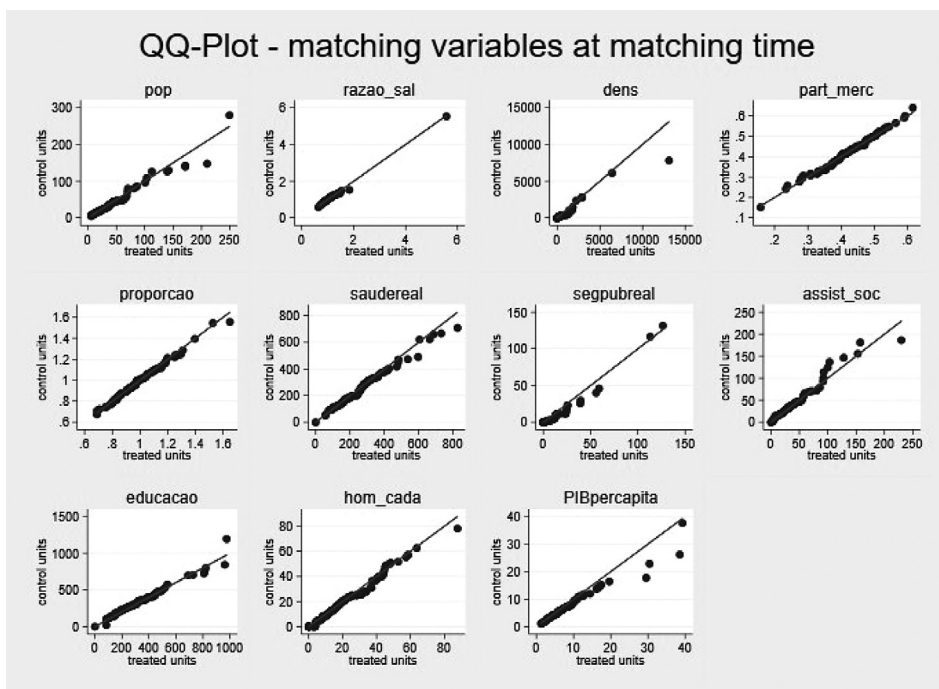 QQ-Plot - matching variables at matching time
pop
300
200
100
0
control units
0 50 100 150 200 250
treated units
razao_sal
6
4
2
0
control units
0 2 4 6
treated units
dens
15000
10000
5000
0
control units
0 5000 10000 15000
treated units
part_merc
.6
.5
.4
.3
.2
.1
control units
.2 .3 .4 .5 .6
treated units
proporcao
1.6
1.4
1.2
1
.8
.6
control units
.6 .8 1 1.2 1.4 1.6
treated units
saudereal
800
600
400
200
0
control units
0 200 400 600 800
treated units
segpubreal
150
100
50
0
control units
0 50 100 150
treated units
assist_soc
250
200
150
100
50
0
control units
0 50 100 150 200 250
treated units
educacao
1500
1000
500
0
control units
0 200 400 600 800 1000
treated units
hom_cada
80
60
40
20
0
control units
0 20 40 60 80
treated units
PIBpercapita
40
30
20
10
0
control units
0 10 20 30 40
treated units